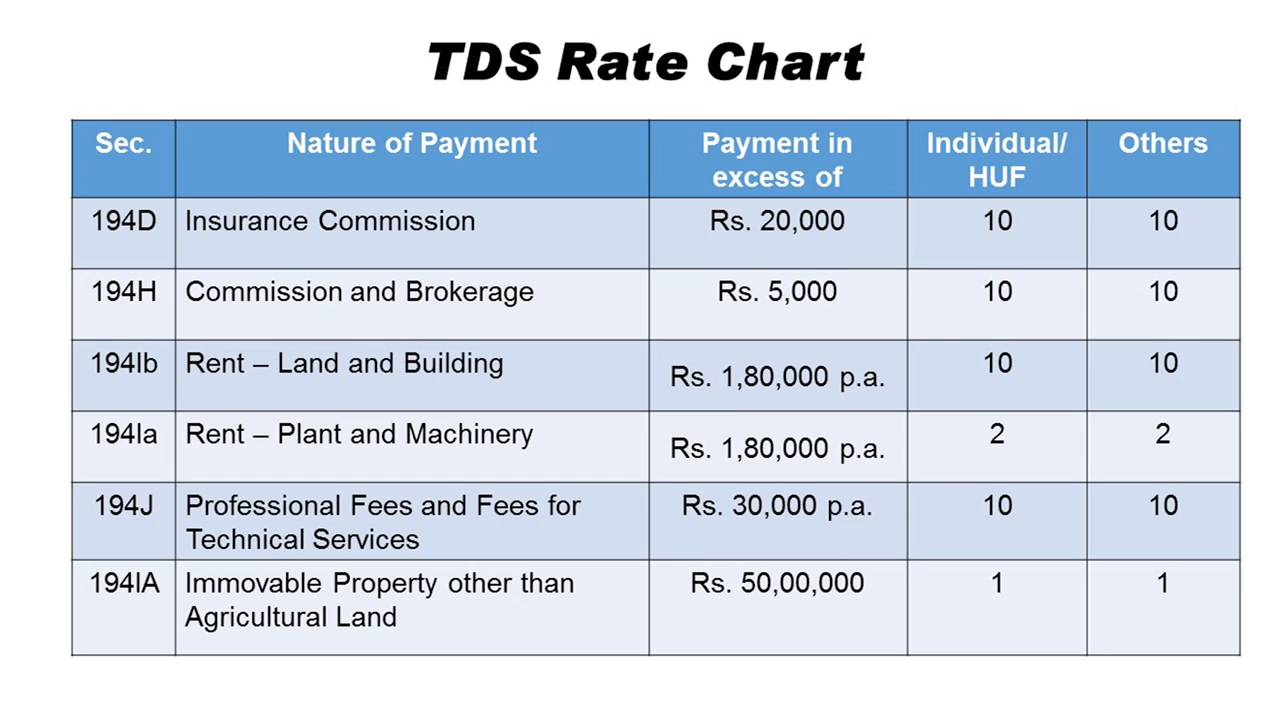 TDS Rate Chart
Sec. Nature of Payment Payment in excess of Individual/ HUF Others
194D Insurance Commission Rs. 20,000 10 10
194H Commission and Brokerage Rs. 5,000 10 10
194Ib Rent – Land and Building Rs. 1,80,000 p.a. 10 10
194Ia Rent – Plant and Machinery Rs. 1,80,000 p.a. 2 2
194J Professional Fees and Fees for Technical Services Rs. 30,000 p.a. 10 10
194IA Immovable Property other than Agricultural Land Rs. 50,00,000 1 1